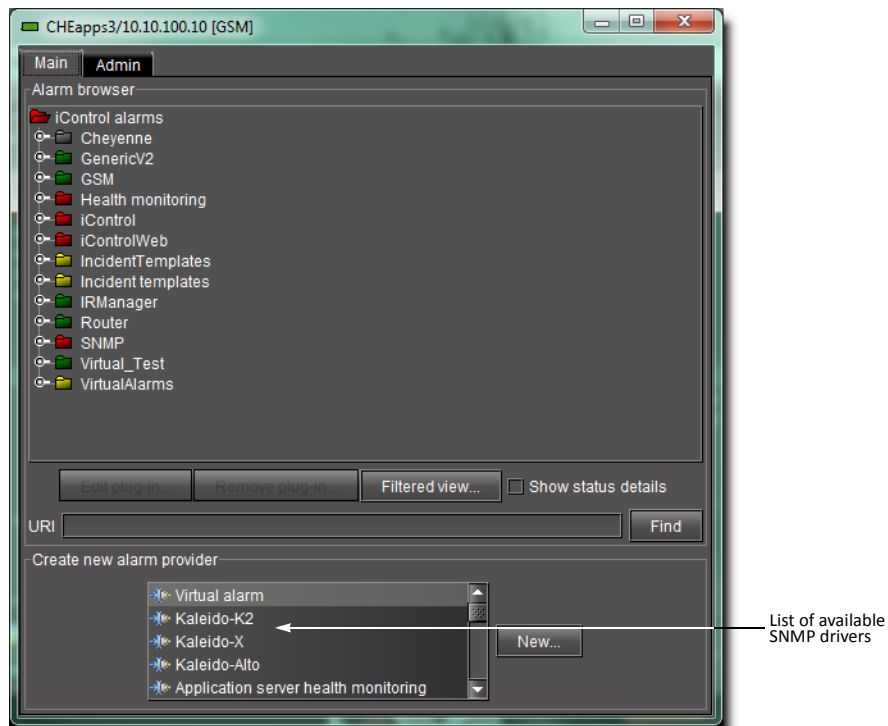 CHEapps3/10.10.100.10 [GSM]
Main Admin
Alarm browser
iControl alarms
Cheyenne
GenericV2
GSM
Health monitoring
iControl
iControlWeb
IncidentTemplates
Incident templates
IRManager
Router
SNMP
Virtual_Test
VirtualAlarms
Edit plug-in... Remove plug-in... Filtered view... Show status details
URI Find
Create new alarm provider
Virtual alarm
Kaleido-K2
Kaleido-X
Kaleido-Alto
Application server health monitoring
New...
List of available
SNMP drivers